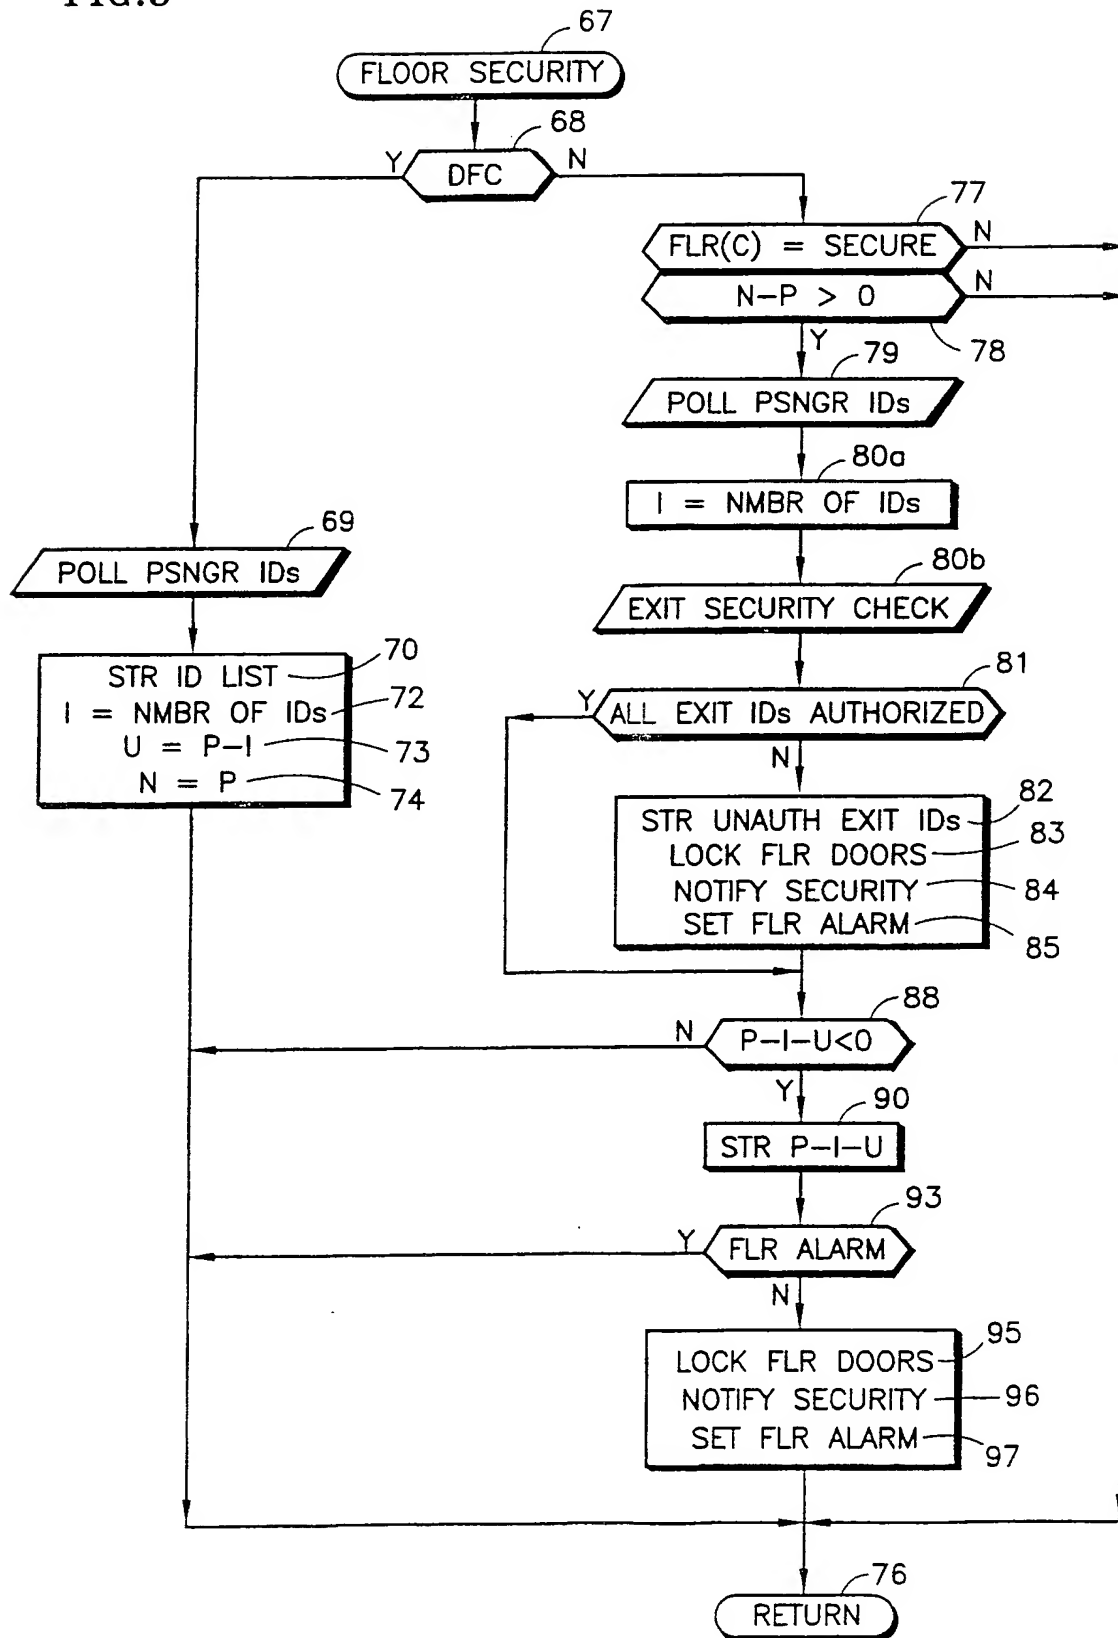 FIG.3
67
FLOOR SECURITY
68
Y
DFC
N
77
FLR(C) = SECURE
N
N-P > 0
N
78
Y
79
POLL PSNGR IDs
80a
I = NMBR OF IDs
69
POLL PSNGR IDs
80b
EXIT SECURITY CHECK
STR ID LIST
70
I = NMBR OF IDs
72
U = P-I
73
N = P
74
81
Y
ALL EXIT IDs AUTHORIZED
N
STR UNAUTH EXIT IDs
82
LOCK FLR DOORS
83
NOTIFY SECURITY
84
SET FLR ALARM
85
88
N
P-I-U<0
Y
90
STR P-I-U
93
Y
FLR ALARM
N
LOCK FLR DOORS
95
NOTIFY SECURITY
96
SET FLR ALARM
97
76
RETURN